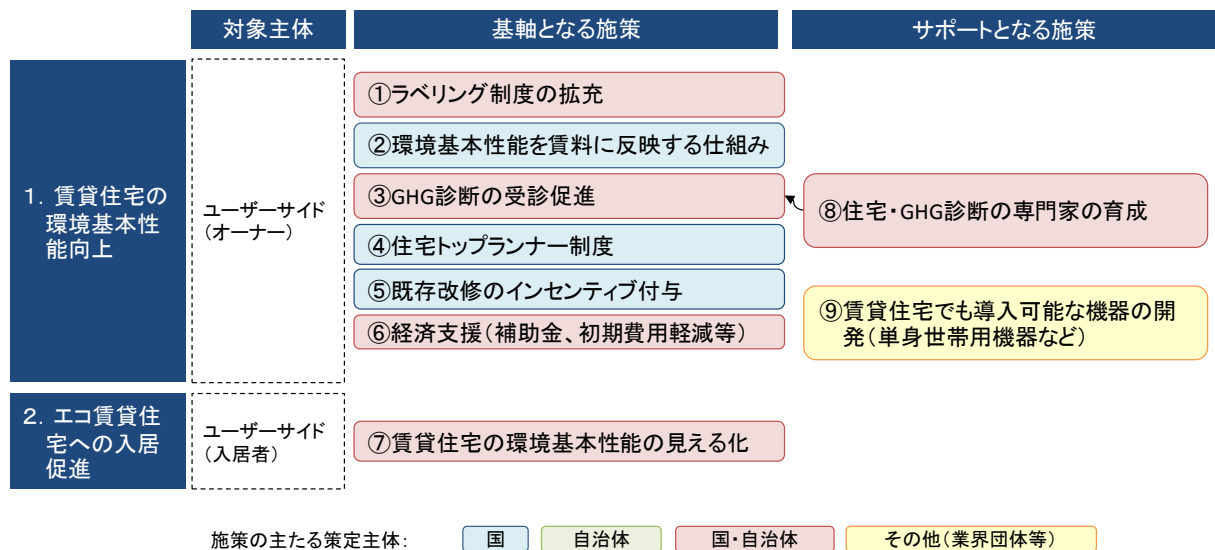 対象主体
基軸となる施策
サポートとなる施策
1．賃貸住宅の
環境基本性
能向上
ユーザーサイド
（オーナー）
①ラベリング制度の拡充
②環境基本性能を賃料に反映する仕組み
③GHG診断の受診促進
④住宅トップランナー制度
⑤既存改修のインセンティブ付与
⑥経済支援（補助金、初期費用軽減等）
⑧住宅・GHG診断の専門家の育成
⑨賃貸住宅でも導入可能な機器の開
発（単身世帯用機器など）
2．エコ賃貸住
宅への入居
促進
ユーザーサイド
（入居者）
⑦賃貸住宅の環境基本性能の見える化
施策の主たる策定主体：
国
自治体
国・自治体
その他（業界団体等）